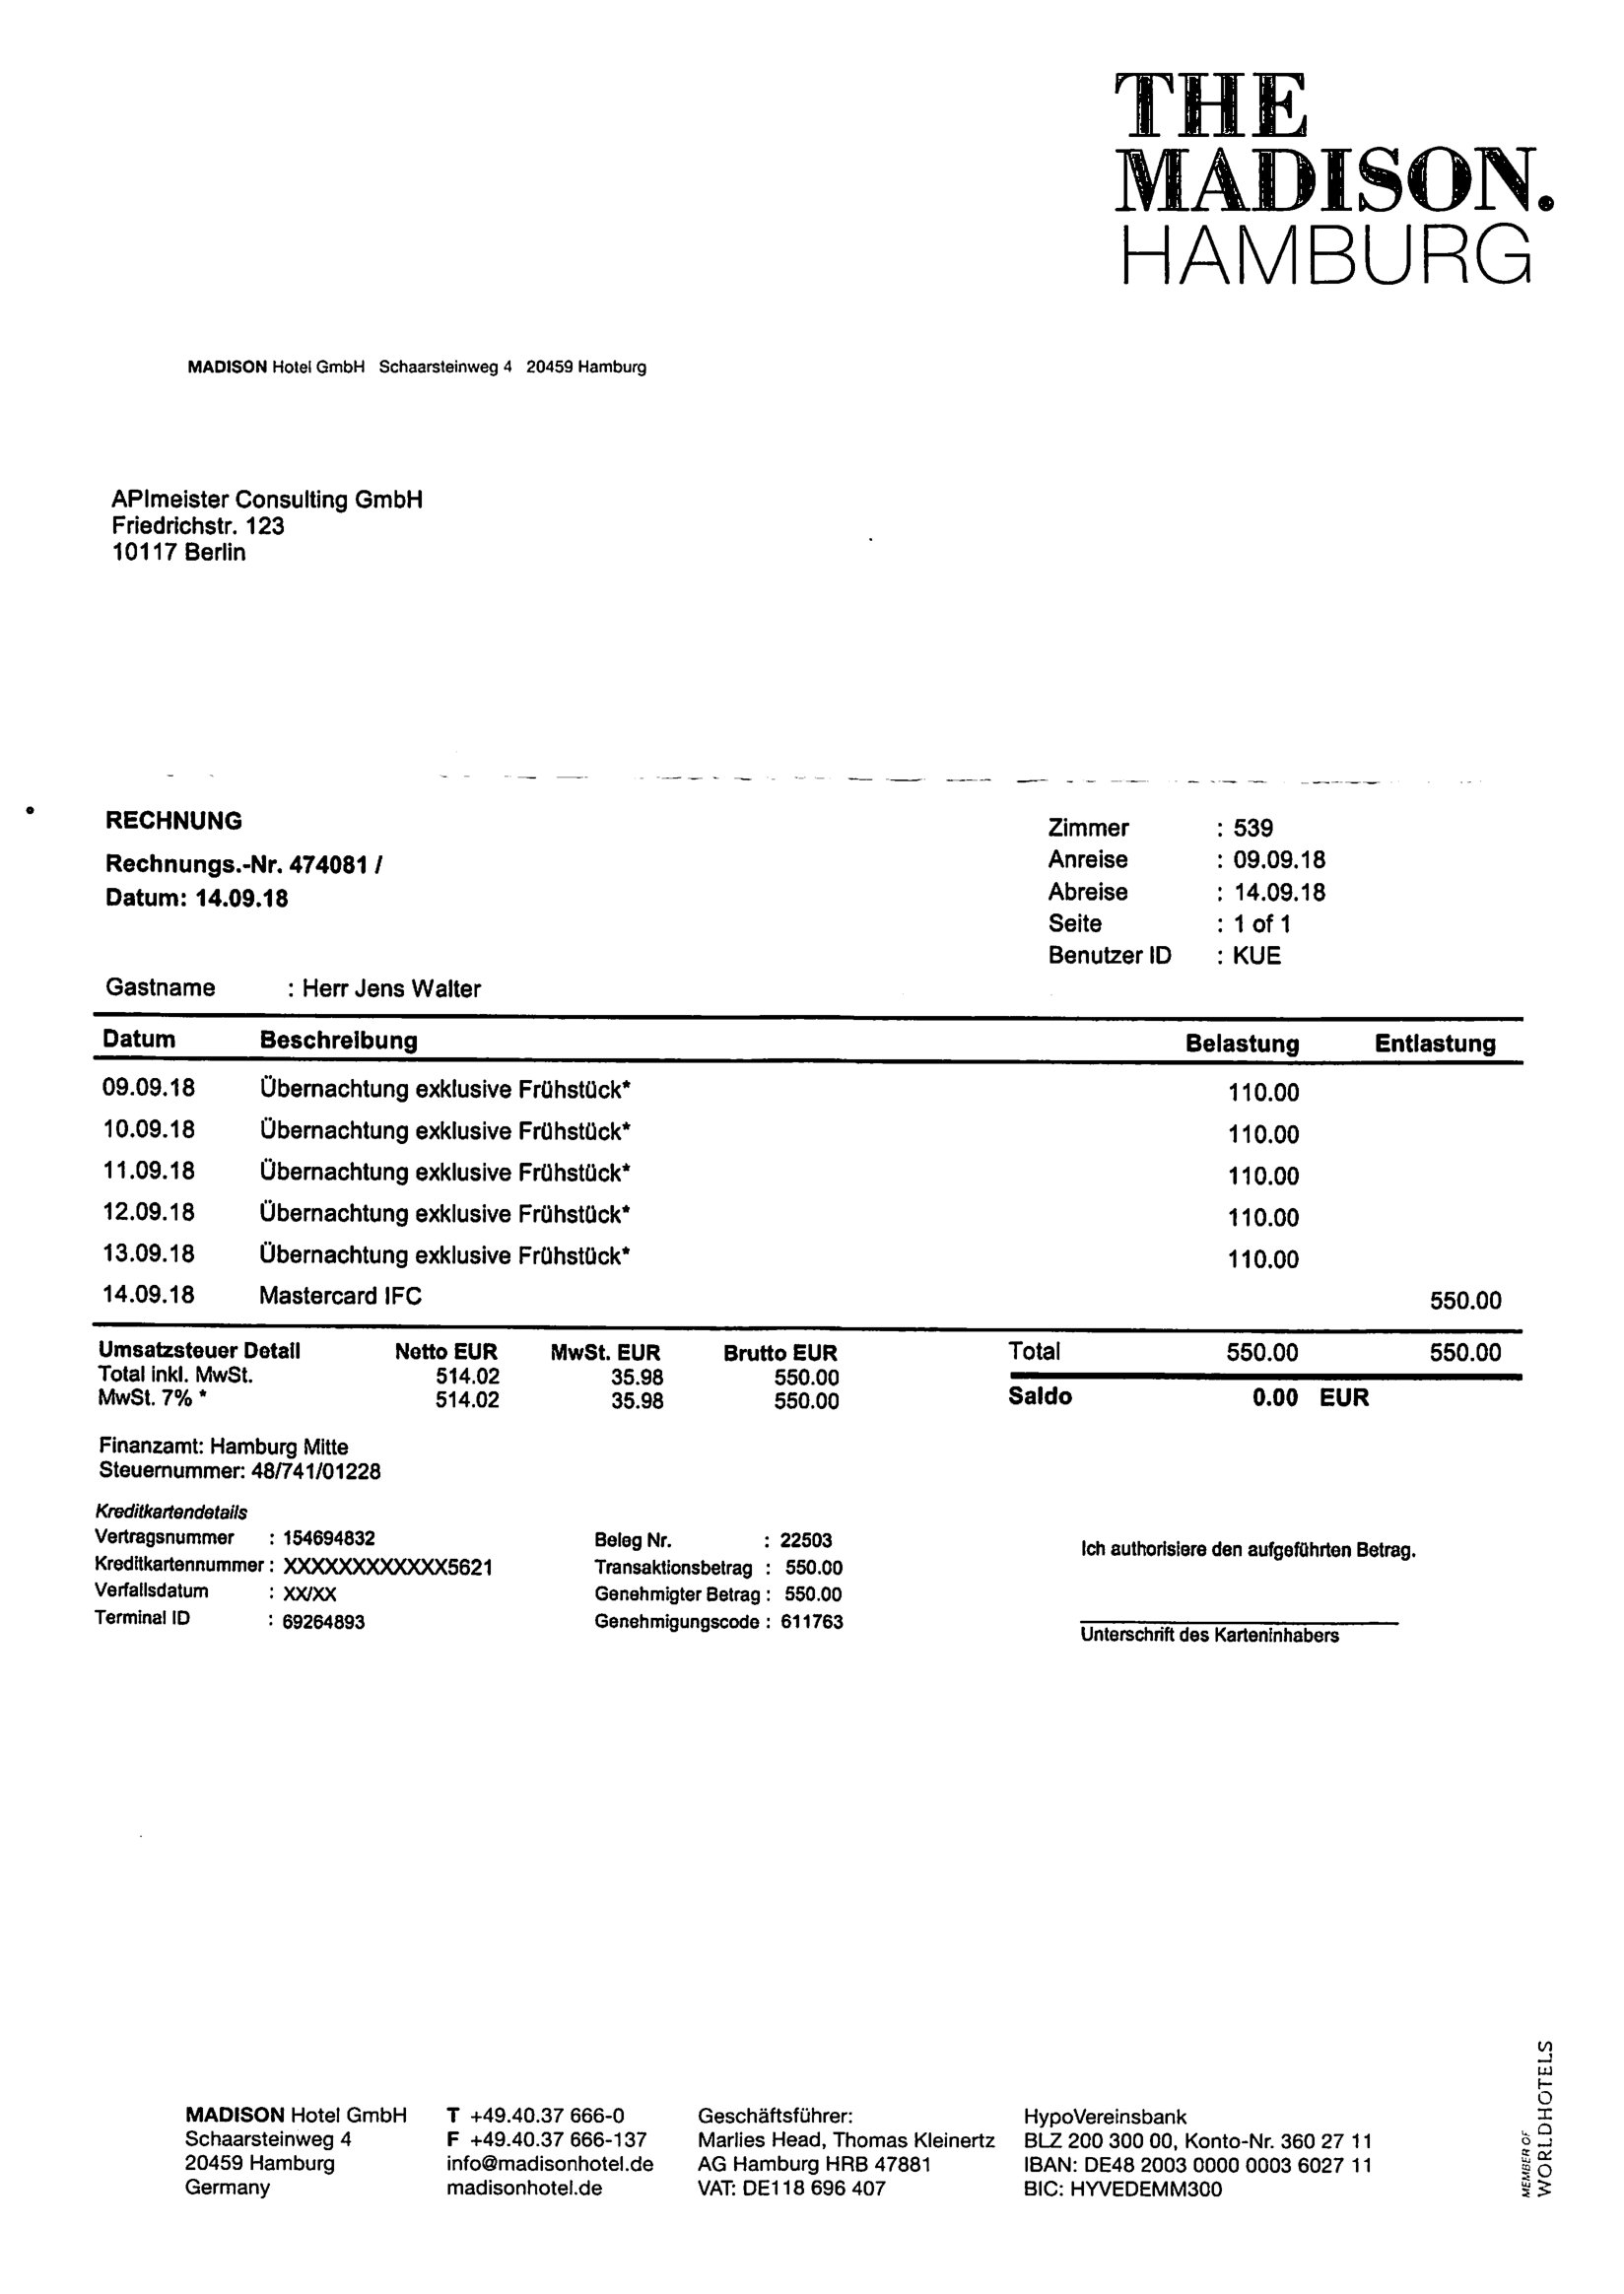 THE
MADISON.
HAMBURG
MADISON Hotel GmbH Schaarsteinweg 4 20459 Hamburg
APImeister Consulting GmbH
Friedrichstr. 123
10117 Berlin
RECHNUNG
Rechnungs.-Nr. 474081 /
Datum: 14.09.18
Zimmer : 539
Anreise : 09.09.18
Abreise : 14.09.18
Seite : 1 of 1
Benutzer ID : KUE
Gastname : Herr Jens Walter
Datum Beschreibung Belastung Entlastung
09.09.18 Übernachtung exklusive Frühstück* 110.00
10.09.18 Übernachtung exklusive Frühstück* 110.00
11.09.18 Übernachtung exklusive Frühstück* 110.00
12.09.18 Übernachtung exklusive Frühstück* 110.00
13.09.18 Übernachtung exklusive Frühstück* 110.00
14.09.18 Mastercard IFC 550.00
Umsatzsteuer Detail Netto EUR MwSt. EUR Brutto EUR
Total inkl. MwSt. 514.02 35.98 550.00
MwSt. 7% * 514.02 35.98 550.00
Total 550.00 550.00
Saldo 0.00 EUR
Finanzamt: Hamburg Mitte
Steuernummer: 48/741/01228
Kreditkartendetails
Vertragsnummer : 154694832
Kreditkartennummer : XXXXXXXXXXXX5621
Verfallsdatum : XX/XX
Terminal ID : 69264893
Beleg Nr. : 22503
Transaktionsbetrag : 550.00
Genehmigter Betrag : 550.00
Genehmigungscode : 611763
Ich authorisiere den aufgeführten Betrag.
Unterschrift des Karteninhabers
MADISON Hotel GmbH
Schaarsteinweg 4
20459 Hamburg
Germany
T +49.40.37 666-0
F +49.40.37 666-137
info@madisonhotel.de
madisonhotel.de
Geschäftsführer:
Marlies Head, Thomas Kleinertz
AG Hamburg HRB 47881
VAT: DE118 696 407
HypoVereinsbank
BLZ 200 300 00, Konto-Nr. 360 27 11
IBAN: DE48 2003 0000 0003 6027 11
BIC: HYVEDEMM300
MEMBER OF
WORLDHOTELS